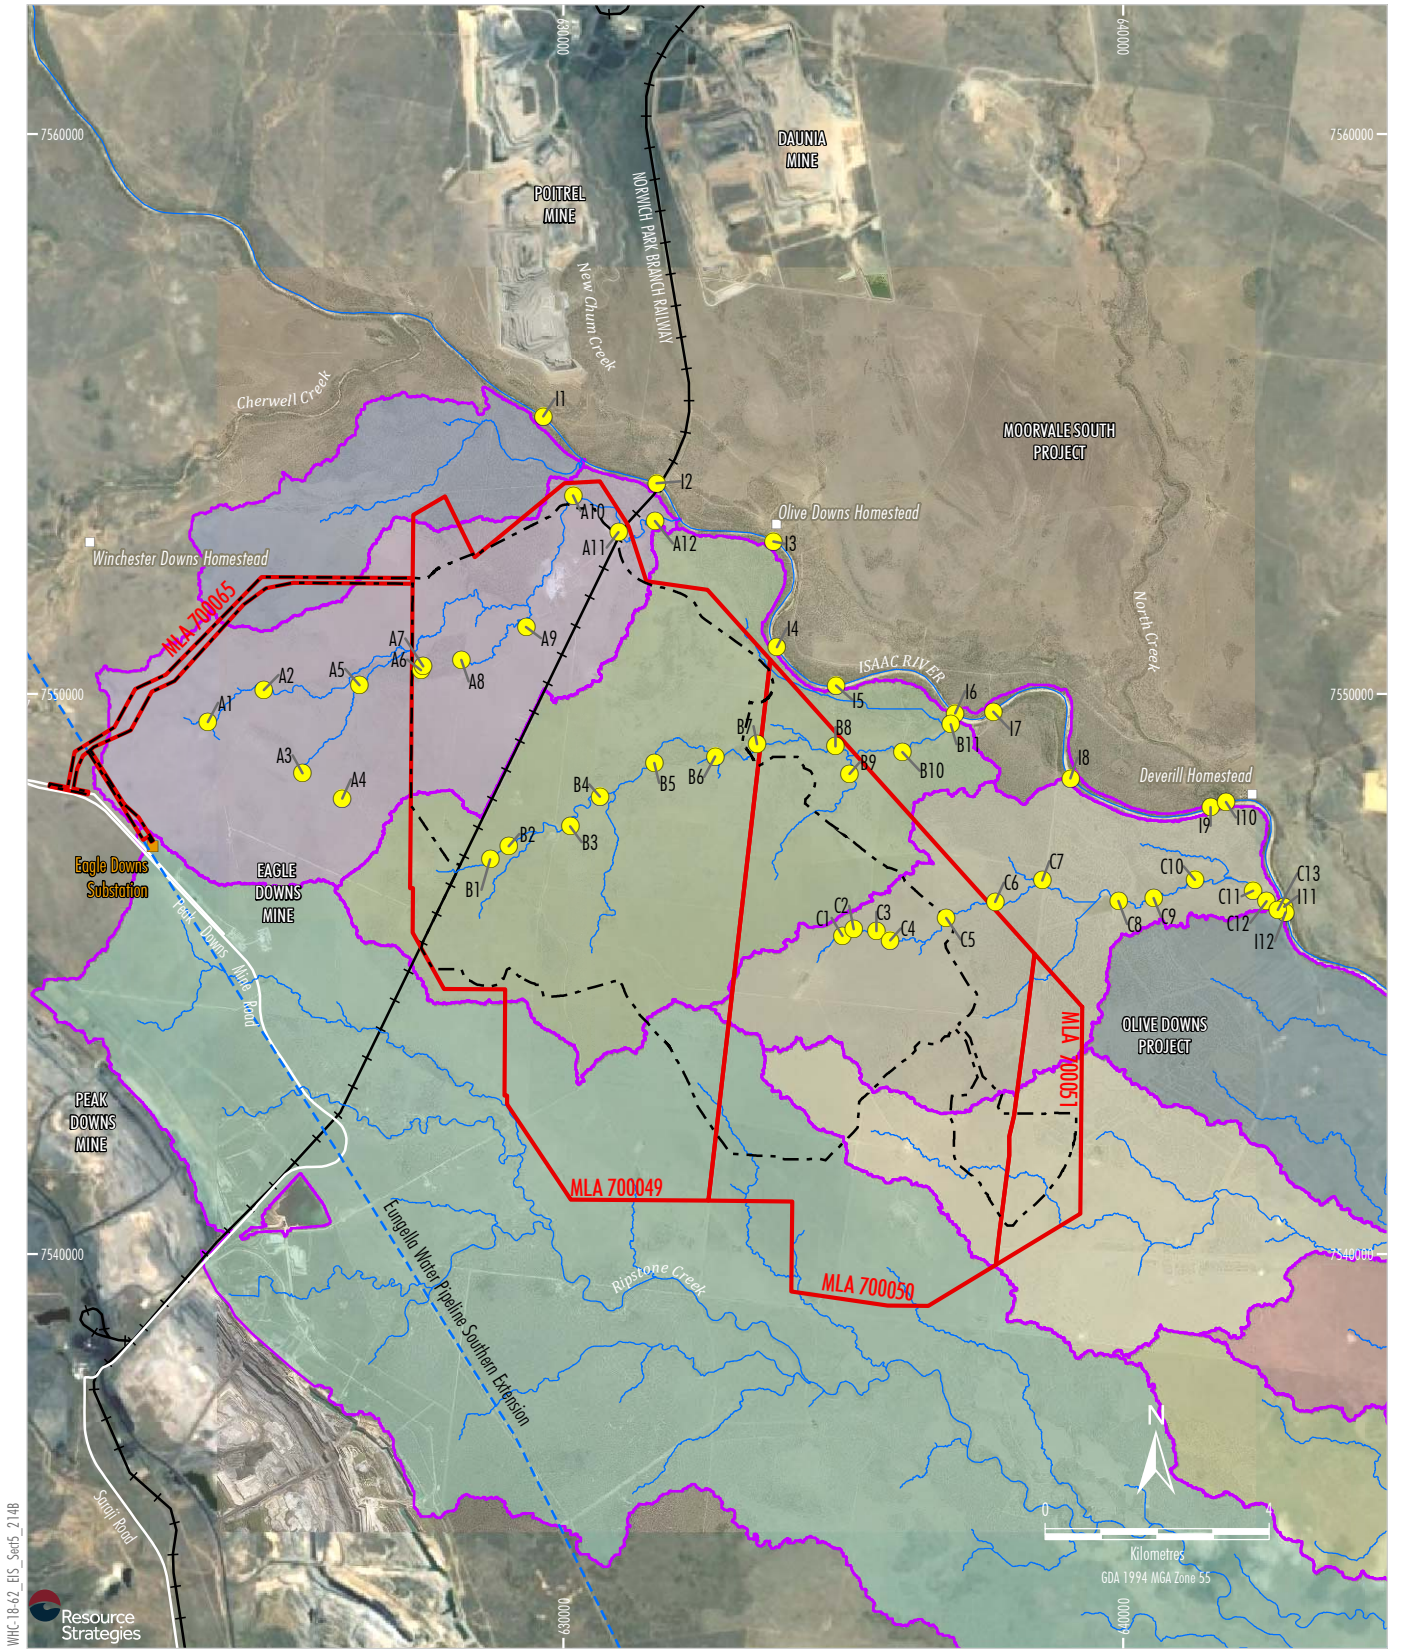 630000
640000
7560000
7560000
DAUNIA
MINE
POITREL
MINE
NORWICH PARK BRANCH RAILWAY
New Chum Creek
Cherwell Creek
I1
MOORVALE SOUTH
PROJECT
I2
A10
Olive Downs Homestead
A11
A12
I3
Winchester Downs Homestead
MLA 700065
North Creek
A7
A6
A9
I4
A5
A8
A2
ISAAC RIVER
7550000
7550000
A1
I5
I6
I7
B7
B8
B11
A3
B6
B9
B10
I8
Deverill Homestead
A4
B4
B5
I9
I10
B2
B3
Eagle Downs
Substation
EAGLE
DOWNS
MINE
B1
C7
C10
C13
C6
C11
I11
C1
C2
C3
C4
C5
C8
C9
C12
I12
Peak Downs Mine Road
MLA 700051
OLIVE DOWNS
PROJECT
PEAK
DOWNS
MINE
MLA 700049
Eungella Water Pipeline Southern Extension
Ripstone Creek
7540000
7540000
MLA 700050
Saraji Road
N
0
4
Kilometres
GDA 1994 MGA Zone 55
WHC-18-62_EIS_Sect5_214B
Resource
Strategies
630000
640000